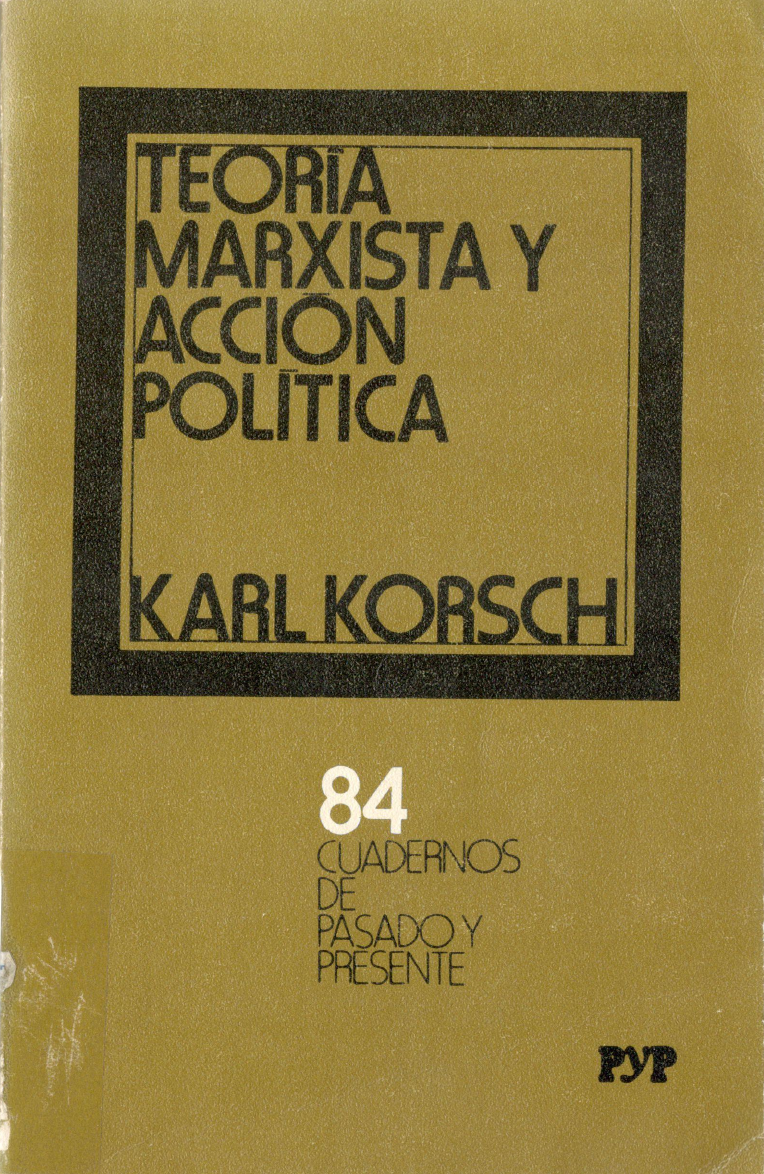 TEORÍA
MARXISTA Y
ACCIÓN
POLÍTICA
KARL KORSCH
84
CUADERNOS
DE
PASADO Y
PRESENTE
PYP